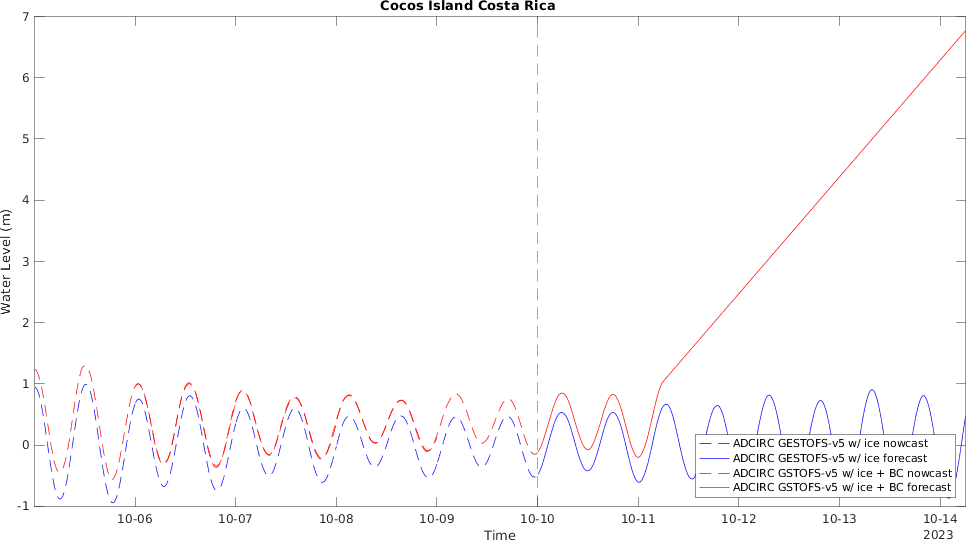 Cocos Island Costa Rica
7
6
5
4
3
2
1
0
-1
Water Level (m)
ADCIRC GESTOFS-v5 w/ ice nowcast
ADCIRC GESTOFS-v5 w/ ice forecast
ADCIRC GSTOFS-v5 w/ ice + BC nowcast
ADCIRC GSTOFS-v5 w/ ice + BC forecast
10-06 10-07 10-08 10-09 10-10 10-11 10-12 10-13 10-14
2023
Time